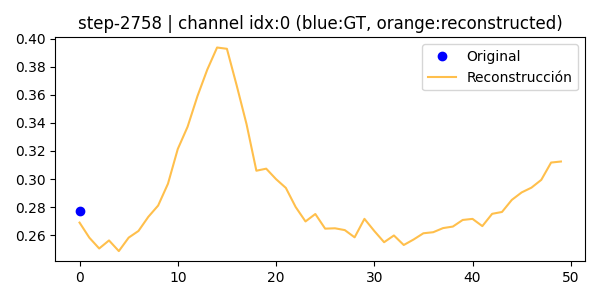 step-2758 | channel idx:0 (blue:GT, orange:reconstructed)
Original
Reconstrucción
0.40
0.38
0.36
0.34
0.32
0.30
0.28
0.26
0 10 20 30 40 50